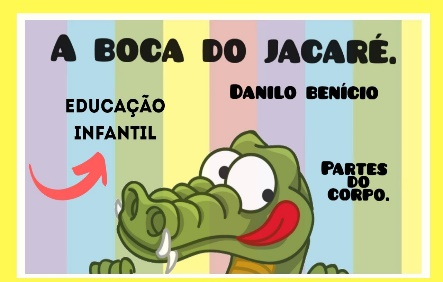 A BOCA DO JACARÉ.
DANILO BENÍCIO
EDUCAÇÃO
INFANTIL
PARTES
DO
CORPO.